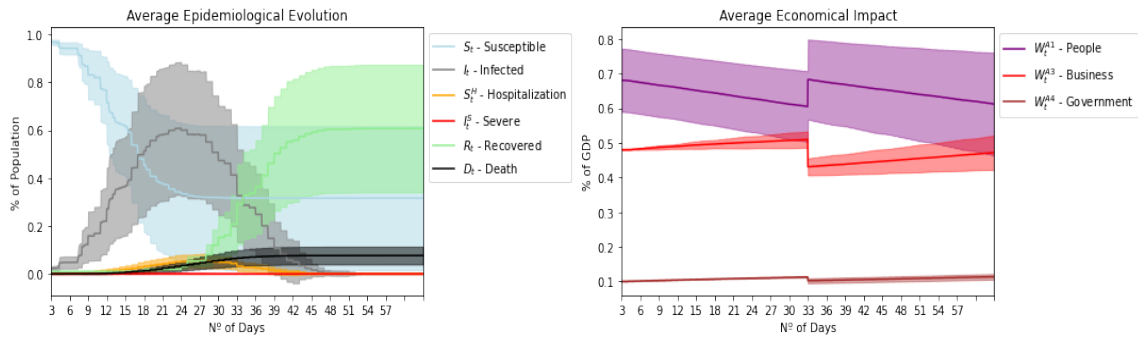 Average Epidemiological Evolution
% of Population
1.0
0.8
0.6
0.4
0.2
0.0
3 6 9 12 15 18 21 24 27 30 33 36 39 42 45 48 51 54 57
Nº of Days
S_t - Susceptible
I_t - Infected
S_t^H - Hospitalization
I_t^S - Severe
R_t - Recovered
D_t - Death
Average Economical Impact
% of GDP
0.8
0.7
0.6
0.5
0.4
0.3
0.2
0.1
3 6 9 12 15 18 21 24 27 30 33 36 39 42 45 48 51 54 57
Nº of Days
W_t^{A1} - People
W_t^{A3} - Business
W_t^{A4} - Government